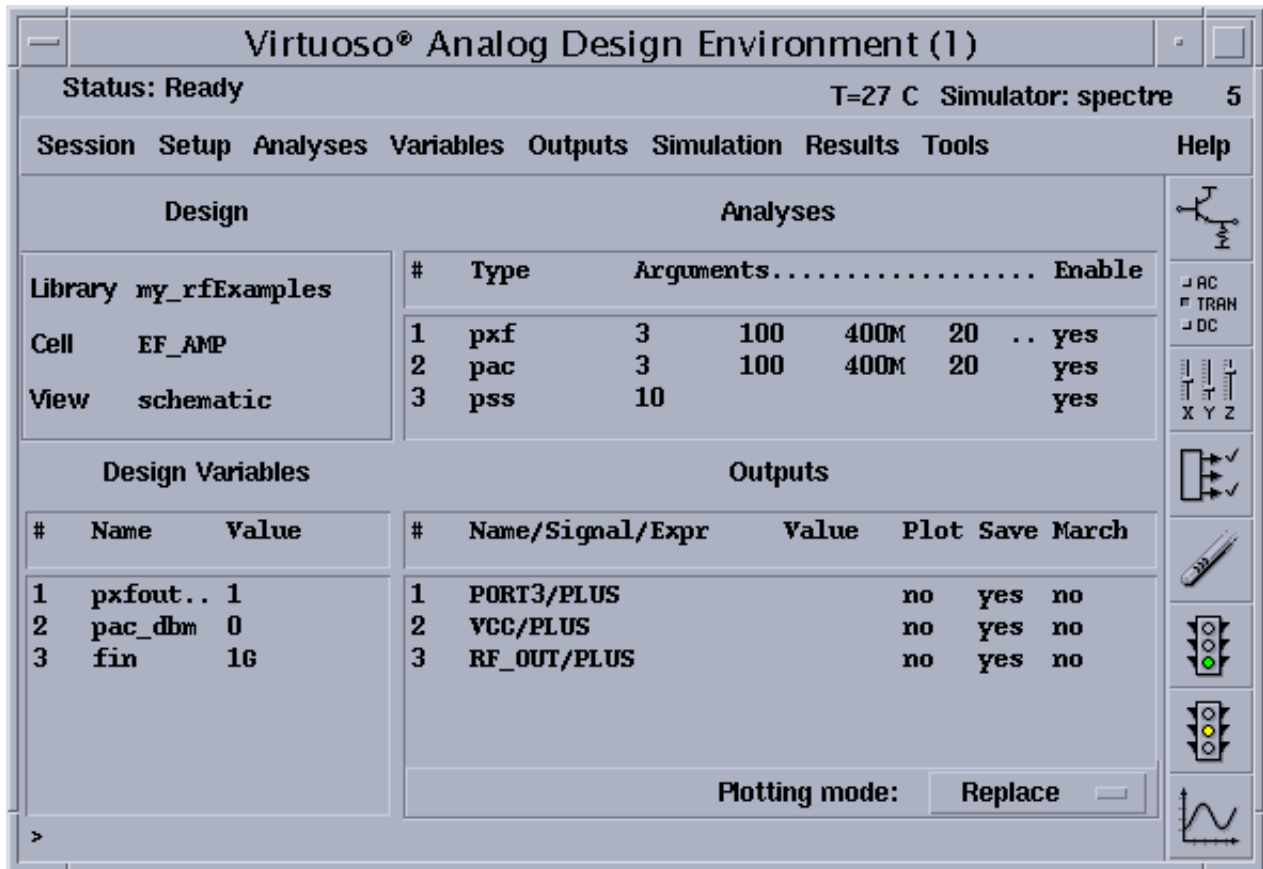 Virtuoso® Analog Design Environment (1)
Status: Ready T=27 C Simulator: spectre 5
Session Setup Analyses Variables Outputs Simulation Results Tools Help
Design Analyses
# Type Arguments................... Enable
Library my_rfExamples
Cell EF_AMP
View schematic
1 pxf 3 100 400M 20 .. yes
2 pac 3 100 400M 20 yes
3 pss 10 yes
AC
TRAN
DC
X Y Z
Design Variables Outputs
# Name Value
# Name/Signal/Expr Value Plot Save March
1 pxfout.. 1
2 pac_dbm 0
3 fin 1G
1 PORT3/PLUS no yes no
2 VCC/PLUS no yes no
3 RF_OUT/PLUS no yes no
Plotting mode: Replace
>